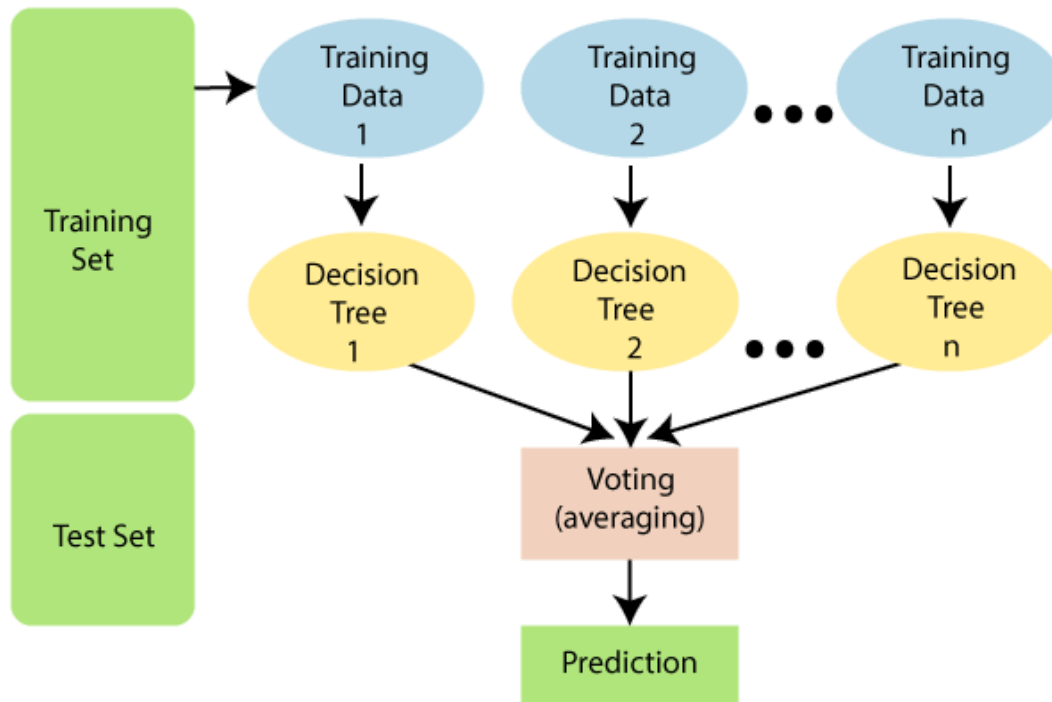 Training
Set
Test Set
Training
Data
1
Training
Data
2
Training
Data
n
Decision
Tree
1
Decision
Tree
2
Decision
Tree
n
Voting
(averaging)
Prediction